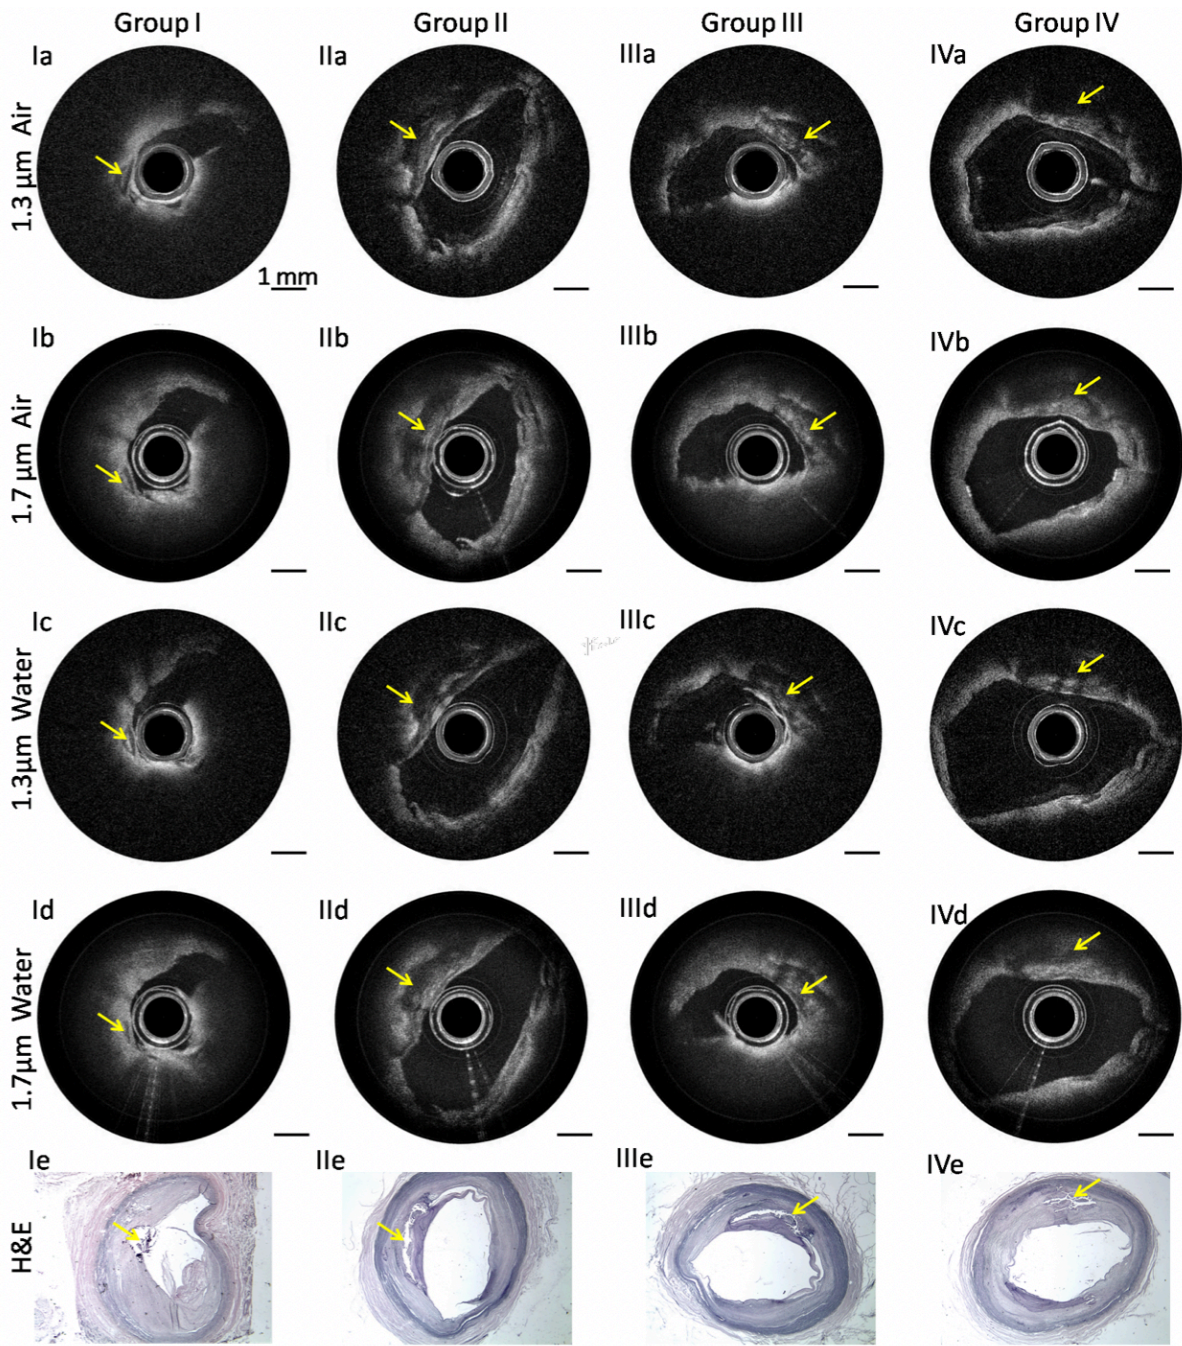 Group I Group II Group III Group IV
Ia IIa IIIa IVa
1.3 µm Air
1 mm
Ib IIb IIIb IVb
1.7 µm Air
Ic IIc IIIc IVc
1.3µm Water
Id IId IIId IVd
1.7µm Water
Ie IIe IIIe IVe
H&E